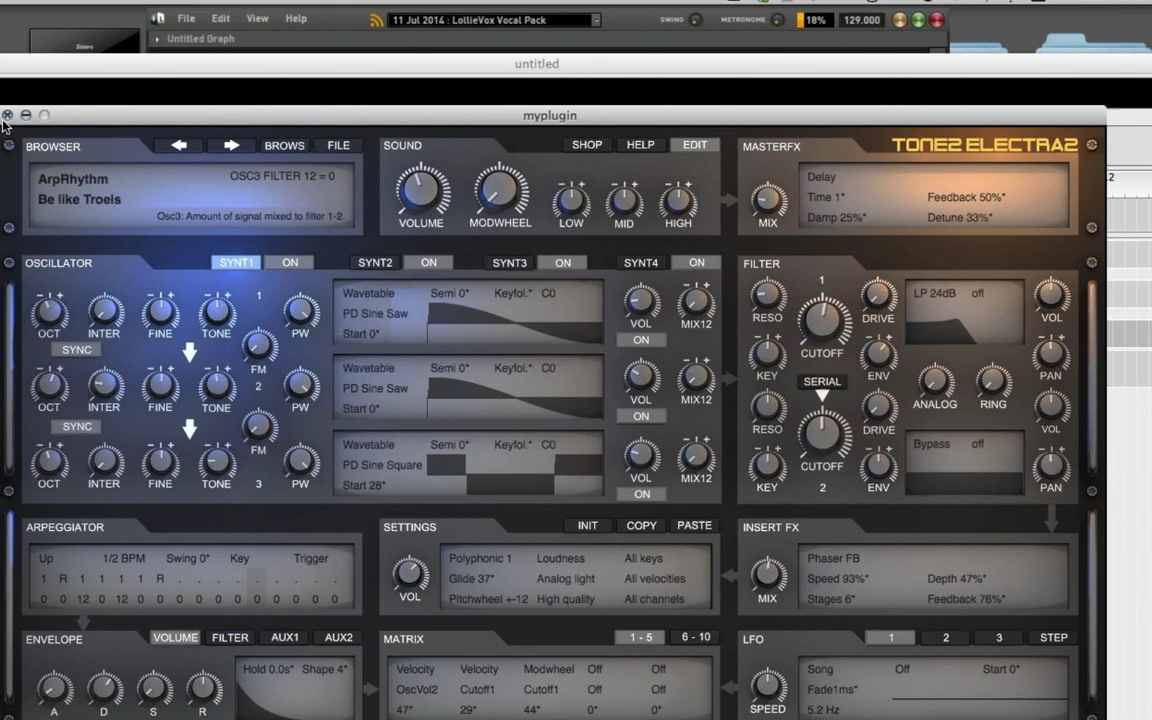 File Edit View Help 11 Jul 2014 : LollieVox Vocal Pack SWING METRONOME 18% 129.000
Sisters Untitled Graph
untitled
myplugin
BROWSER BROWS FILE SOUND SHOP HELP EDIT MASTERFX TONE2 ELECTRA2
ArpRhythm OSC3 FILTER 12 = 0
Be like Troels
Osc3: Amount of signal mixed to filter 1-2.
VOLUME MODWHEEL LOW MID HIGH
Delay
Time 1* Feedback 50%*
MIX Damp 25%* Detune 33%*
.2
OSCILLATOR SYNT1 ON SYNT2 ON SYNT3 ON SYNT4 ON FILTER
OCT INTER FINE TONE 1 PW
SYNC FM
Wavetable Semi 0* Keyfol.* C0
PD Sine Saw
Start 0*
VOL MIX12
ON
OCT INTER FINE TONE 2 PW
SYNC FM
Wavetable Semi 0* Keyfol.* C0
PD Sine Saw
Start 0*
VOL MIX12
ON
OCT INTER FINE TONE 3 PW
Wavetable Semi 0* Keyfol.* C0
PD Sine Square
Start 28*
VOL MIX12
ON
RESO 1 CUTOFF DRIVE LP 24dB off VOL
KEY SERIAL ENV ANALOG RING PAN
RESO CUTOFF DRIVE VOL
KEY 2 ENV Bypass off PAN
ARPEGGIATOR SETTINGS INIT COPY PASTE INSERT FX
Up 1/2 BPM Swing 0* Key Trigger
1 R 1 1 1 1 R . . . . . . . . .
0 0 12 0 12 0 0 0 0 0 0 0 0 0 0 0
VOL
Polyphonic 1 Loudness All keys
Glide 37* Analog light All velocities
Pitchwheel +-12 High quality All channels
MIX
Phaser FB
Speed 93%* Depth 47%*
Stages 6* Feedback 76%*
ENVELOPE VOLUME FILTER AUX1 AUX2 MATRIX 1 - 5 6 - 10 LFO 1 2 3 STEP
Hold 0.0s* Shape 4*
A D S R
Velocity Velocity Modwheel Off Off
OscVol2 Cutoff1 Cutoff1 Off Off
47* 29* 44* 0* 0*
SPEED
Song Off Start 0*
Fade1ms*
5.2 Hz